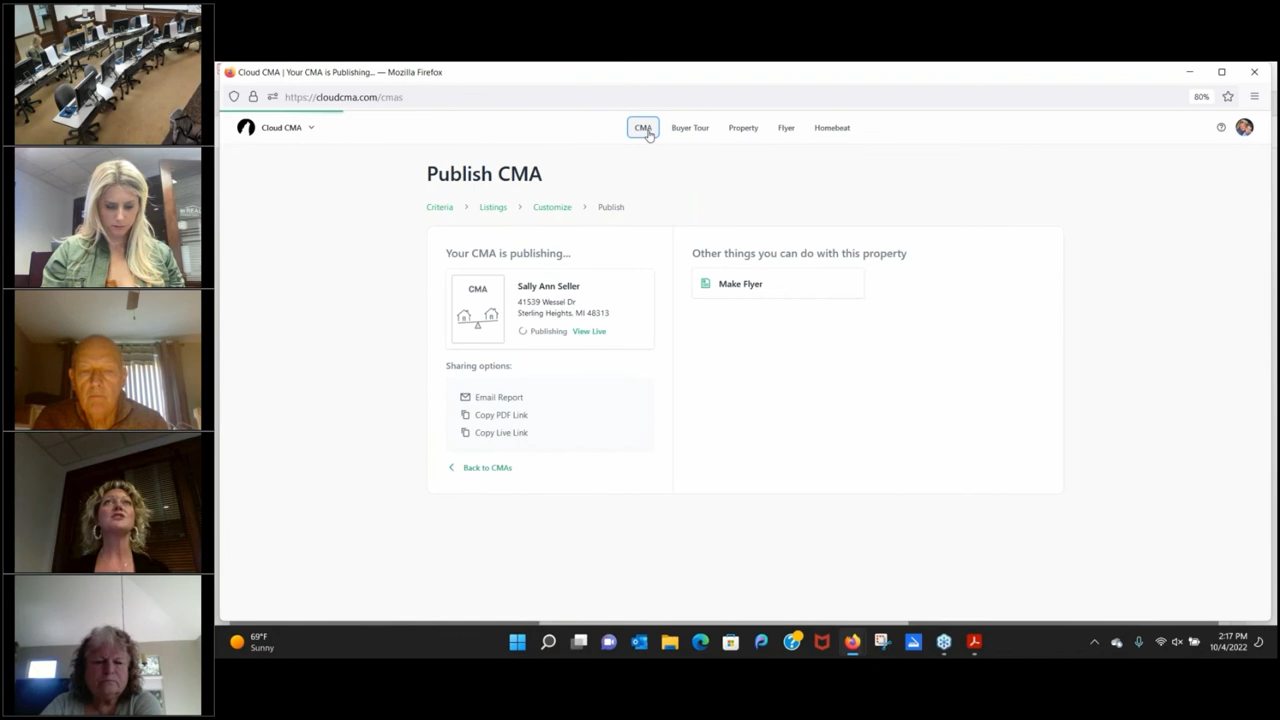 Cloud CMA | Your CMA is Publishing... — Mozilla Firefox
https://cloudcma.com/cmas
80%
Cloud CMA
CMA
Buyer Tour
Property
Flyer
Homebeat
Publish CMA
Criteria > Listings > Customize > Publish
Your CMA is publishing...
CMA
Sally Ann Seller
41539 Wessel Dr
Sterling Heights, MI 48313
Publishing View Live
Sharing options:
Email Report
Copy PDF Link
Copy Live Link
Back to CMAs
Other things you can do with this property
Make Flyer
69°F
Sunny
2:17 PM
10/4/2022